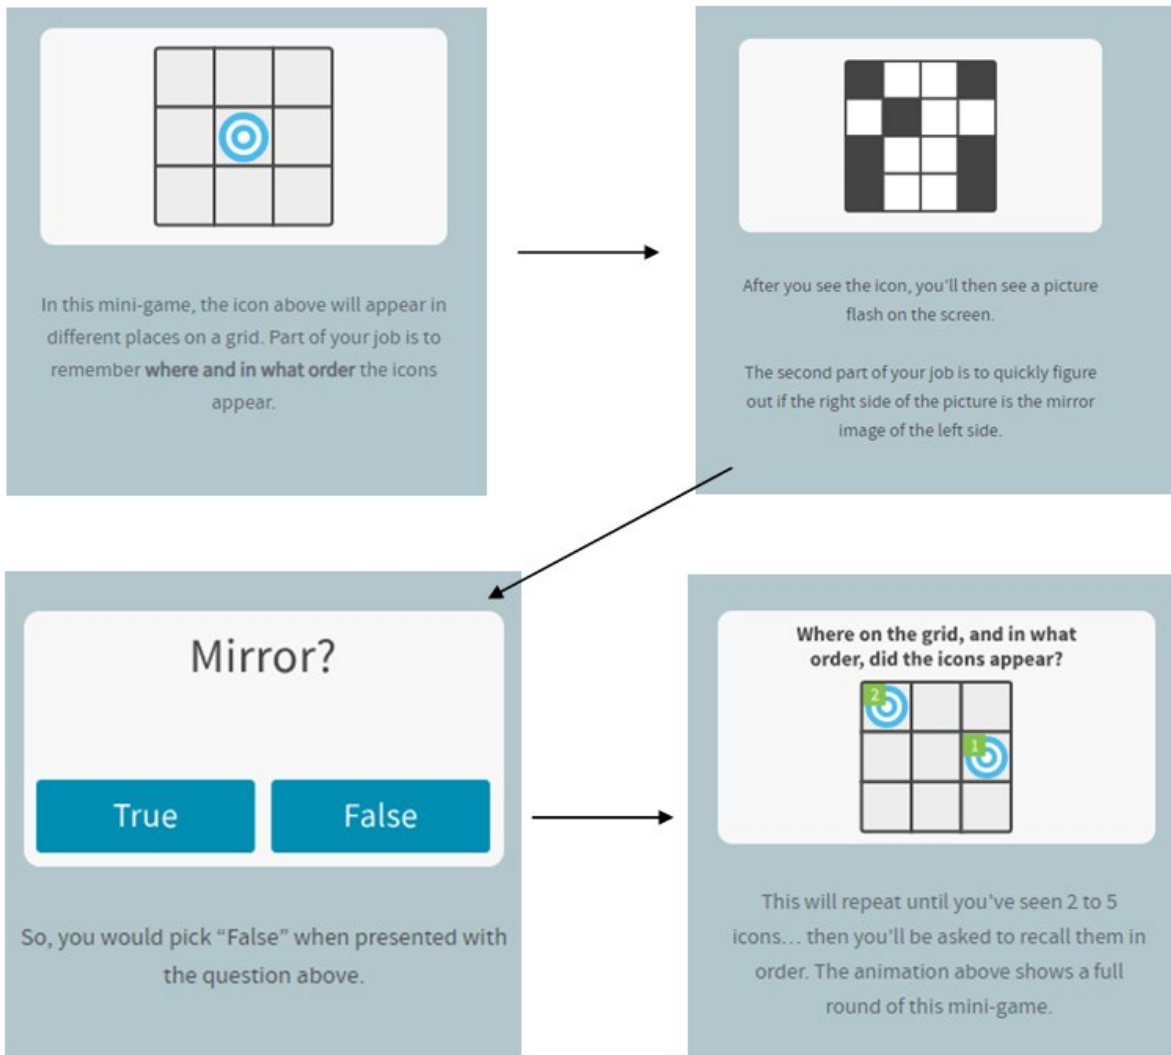 In this mini-game, the icon above will appear in
different places on a grid. Part of your job is to
remember where and in what order the icons
appear.
After you see the icon, you'll then see a picture
flash on the screen.
The second part of your job is to quickly figure
out if the right side of the picture is the mirror
image of the left side.
Mirror?
True
False
So, you would pick “False” when presented with
the question above.
Where on the grid, and in what
order, did the icons appear?
2
1
This will repeat until you've seen 2 to 5
icons... then you'll be asked to recall them in
order. The animation above shows a full
round of this mini-game.